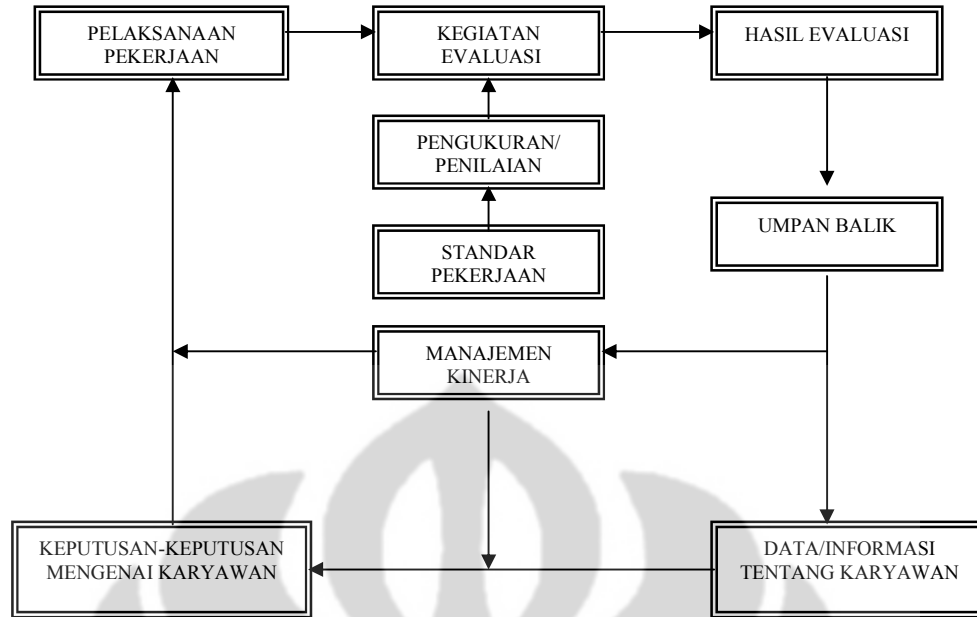 PELAKSANAAN
PEKERJAAN
KEGIATAN
EVALUASI
HASIL EVALUASI
PENGUKURAN/
PENILAIAN
UMPAN BALIK
STANDAR
PEKERJAAN
MANAJEMEN
KINERJA
KEPUTUSAN-KEPUTUSAN
MENGENAI KARYAWAN
DATA/INFORMASI
TENTANG KARYAWAN